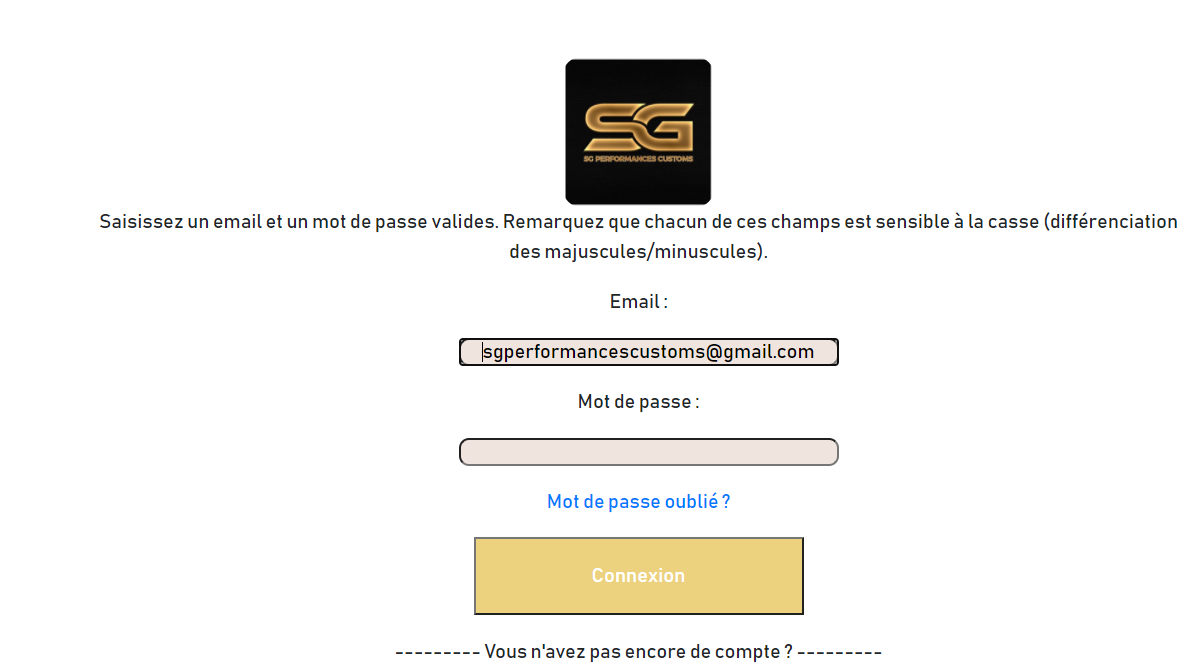 SG
SG PERFORMANCES CUSTOMS
Saisissez un email et un mot de passe valides. Remarquez que chacun de ces champs est sensible à la casse (différenciation
des majuscules/minuscules).
Email :
sgperformancescustoms@gmail.com
Mot de passe :
Mot de passe oublié ?
Connexion
--------- Vous n'avez pas encore de compte ? ---------